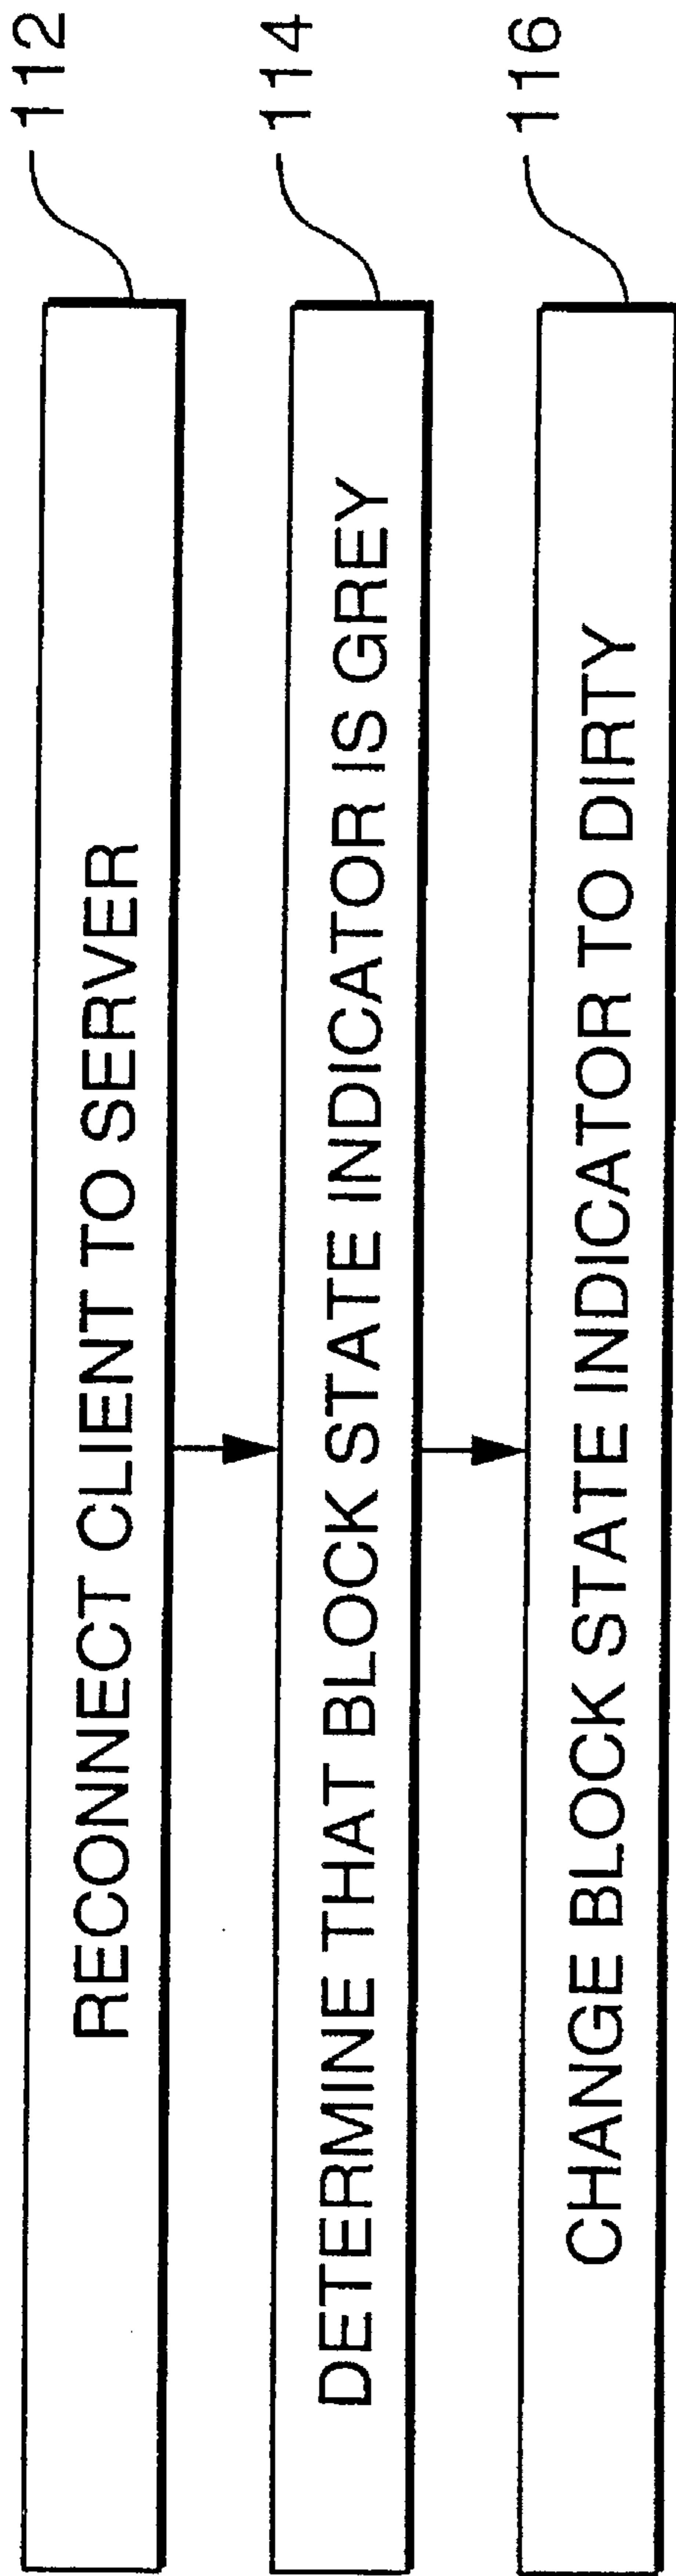 RECONNECT CLIENT TO SERVER
112
DETERMINE THAT BLOCK STATE INDICATOR IS GREY
114
CHANGE BLOCK STATE INDICATOR TO DIRTY
116